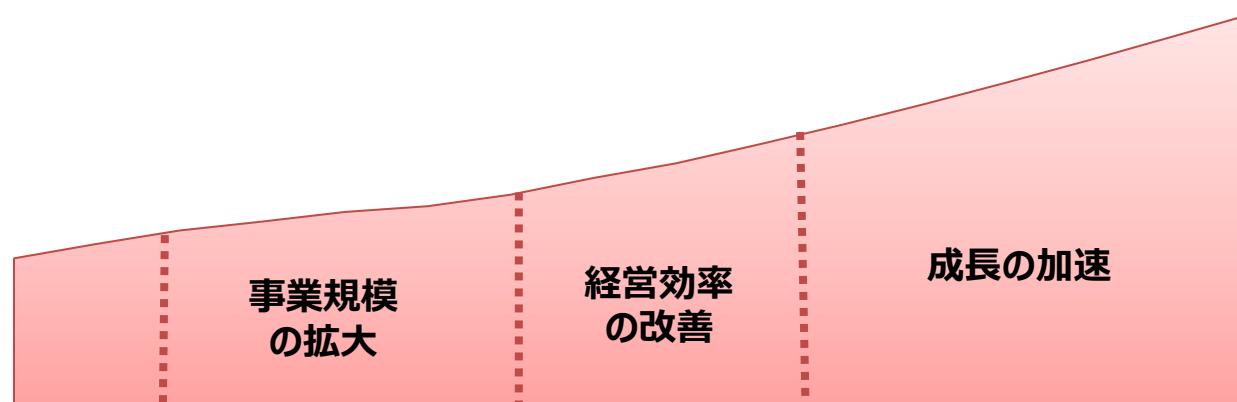 事業規模
の拡大
経営効率
の改善
成長の加速